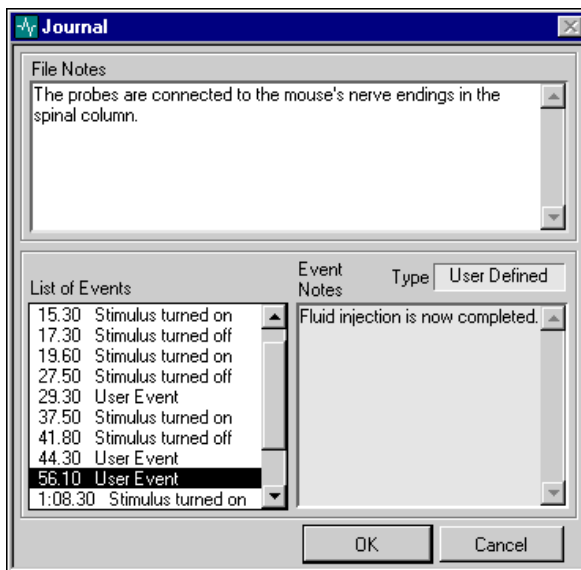 Journal
File Notes
The probes are connected to the mouse's nerve endings in the
spinal column.
List of Events
Event
Notes
Type
User Defined
15.30 Stimulus turned on
17.30 Stimulus turned off
19.60 Stimulus turned on
27.50 Stimulus turned off
29.30 User Event
37.50 Stimulus turned on
41.80 Stimulus turned off
44.30 User Event
56.10 User Event
1:08.30 Stimulus turned on
Fluid injection is now completed.
OK
Cancel